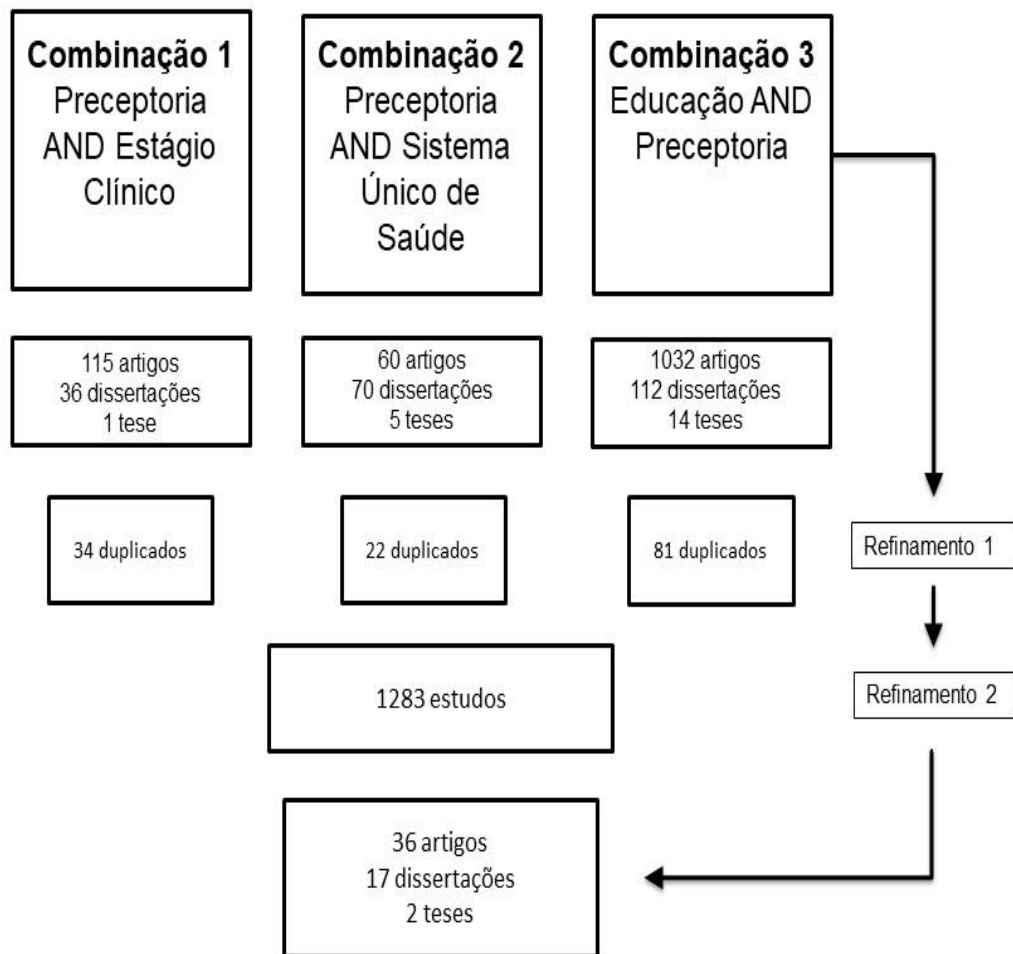 Combinação 1
Preceptoria
AND Estágio
Clínico
Combinação 2
Preceptoria
AND Sistema
Único de
Saúde
Combinação 3
Educação AND
Preceptoria
115 artigos
36 dissertações
1 tese
60 artigos
70 dissertações
5 teses
1032 artigos
112 dissertações
14 teses
34 duplicados
22 duplicados
81 duplicados
Refinamento 1
1283 estudos
Refinamento 2
36 artigos
17 dissertações
2 teses